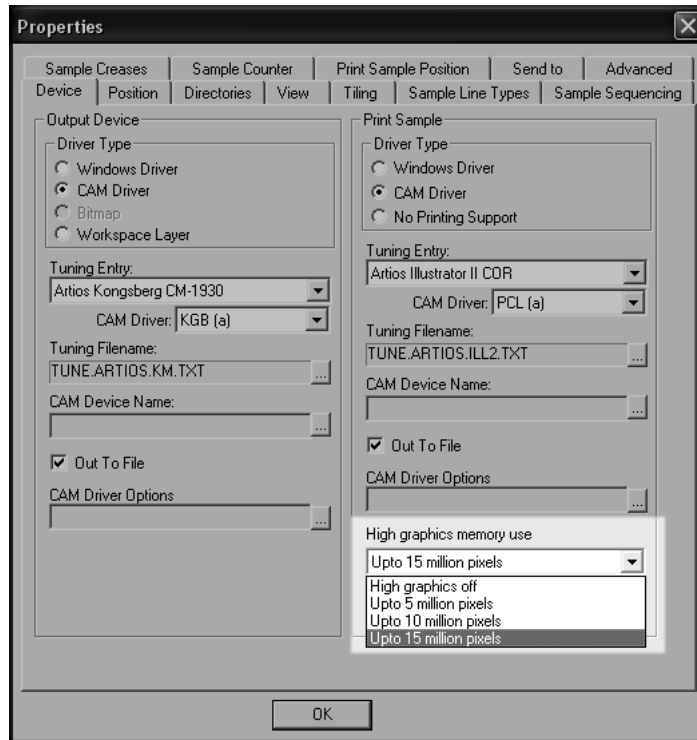 Properties
Sample Creases
Sample Counter
Print Sample Position
Send to
Advanced
Device
Position
Directories
View
Tiling
Sample Line Types
Sample Sequencing
Output Device
Driver Type
Windows Driver
CAM Driver
Bitmap
Workspace Layer
Tuning Entry:
Artios Kongsberg CM-1930
CAM Driver: KGB (a)
Tuning Filename:
TUNE.ARTIOS.KM.TXT
...
CAM Device Name:
...
Out To File
CAM Driver Options
...
Print Sample
Driver Type
Windows Driver
CAM Driver
No Printing Support
Tuning Entry:
Artios Illustrator II COR
CAM Driver: PCL (a)
Tuning Filename:
TUNE.ARTIOS.ILL2.TXT
...
CAM Device Name:
...
Out To File
CAM Driver Options
...
High graphics memory use
Upto 15 million pixels
High graphics off
Upto 5 million pixels
Upto 10 million pixels
Upto 15 million pixels
OK